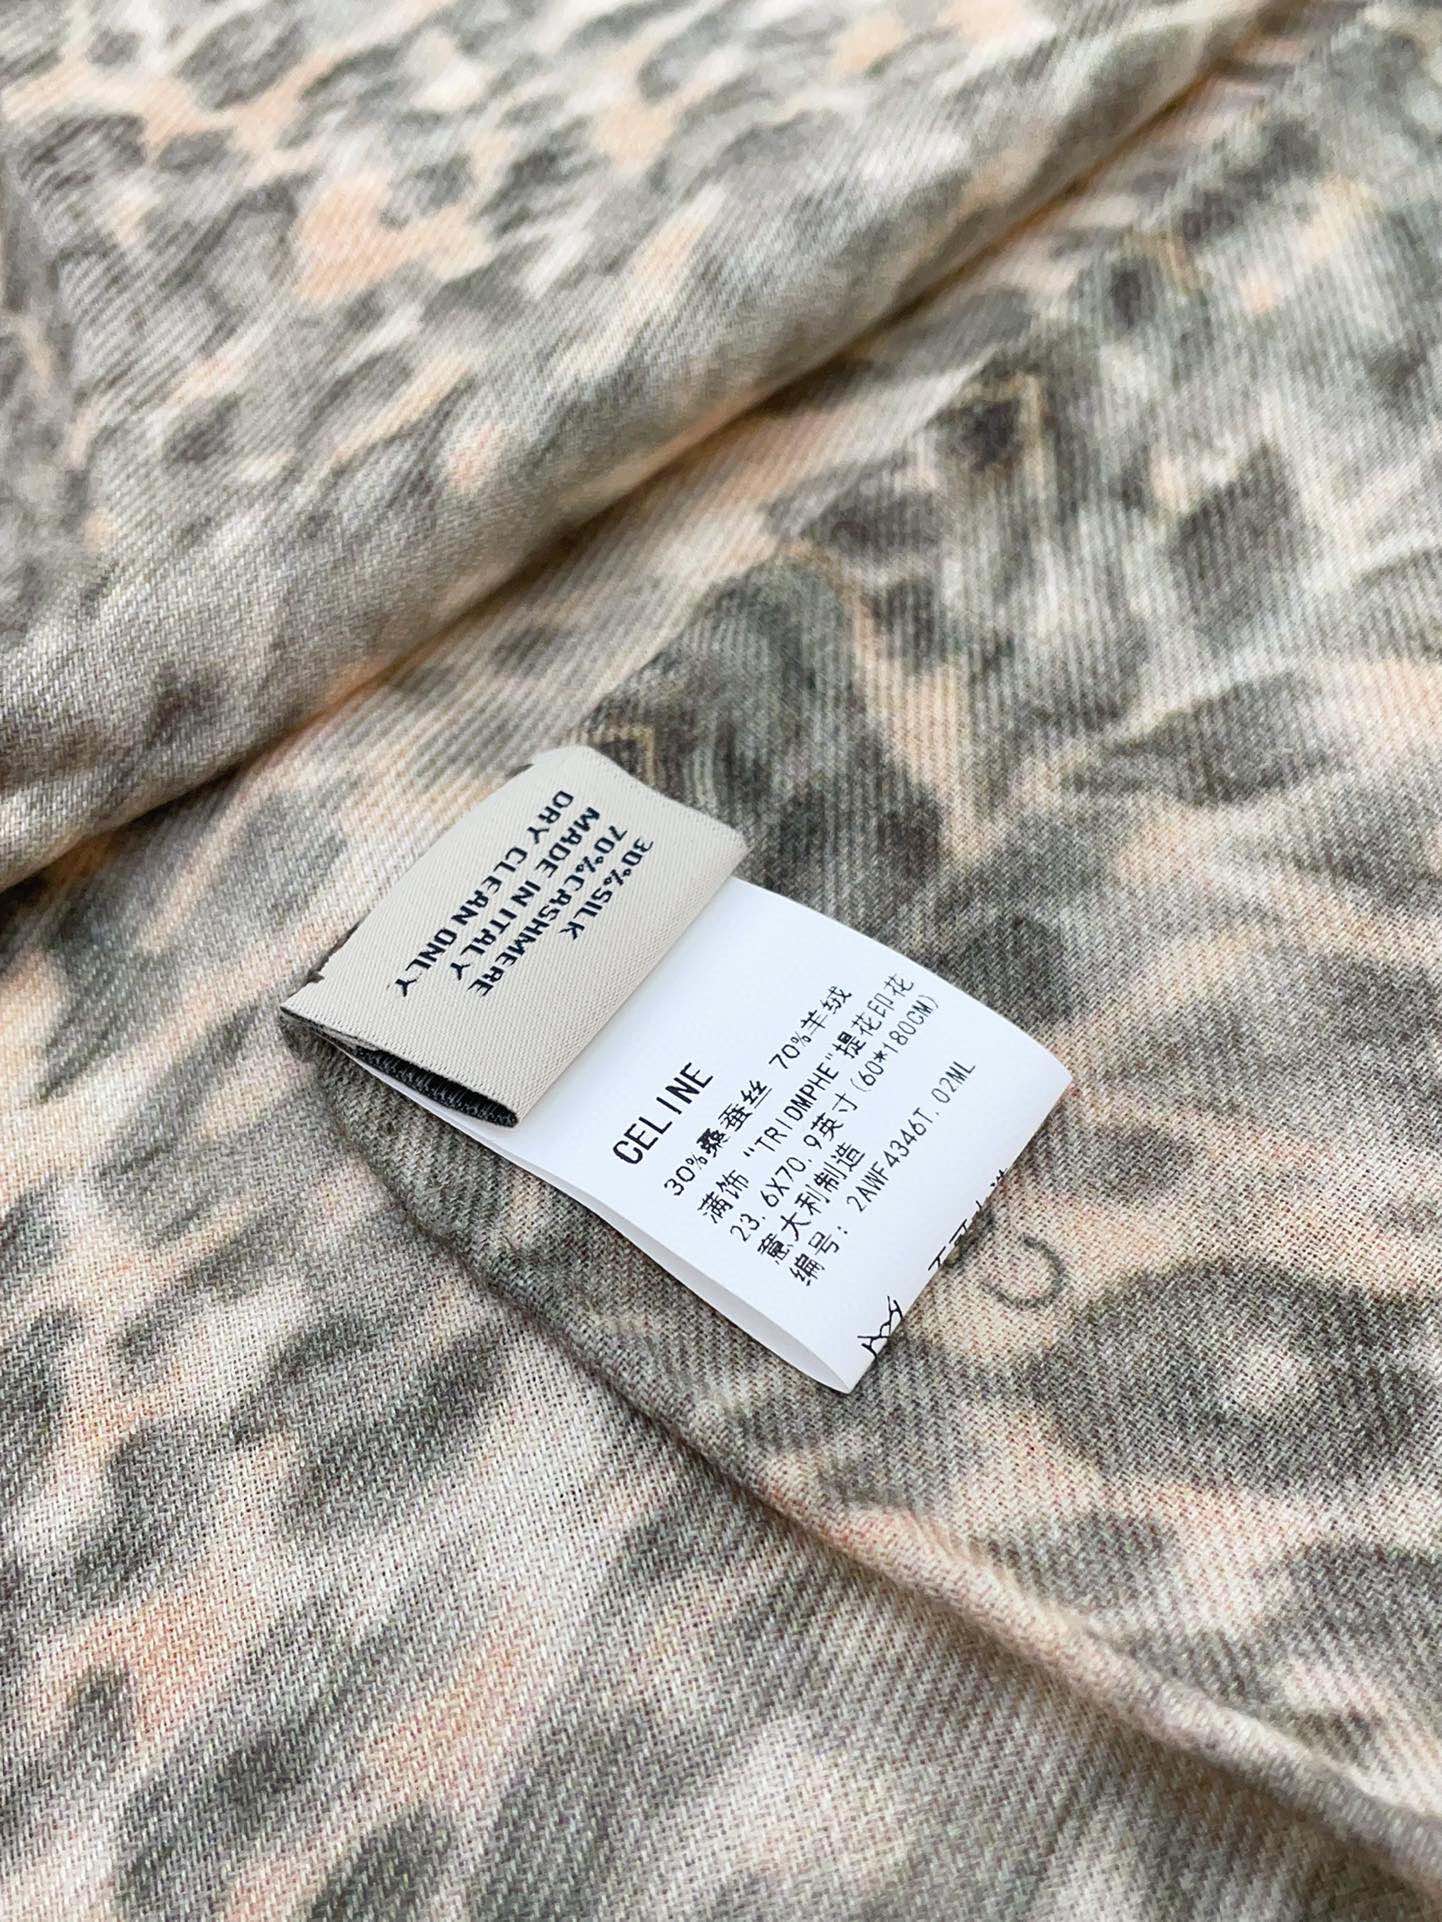 30%SILK
70%CASHMERE
MADE IN ITALY
DRY CLEAN ONLY
CELINE
30%桑蚕丝 70%羊绒
满饰 "TRIOMPHE"提花印花
23.6X70.9英寸(60*180CM)
意大利制造
编号: 2AWF4346T.02ML